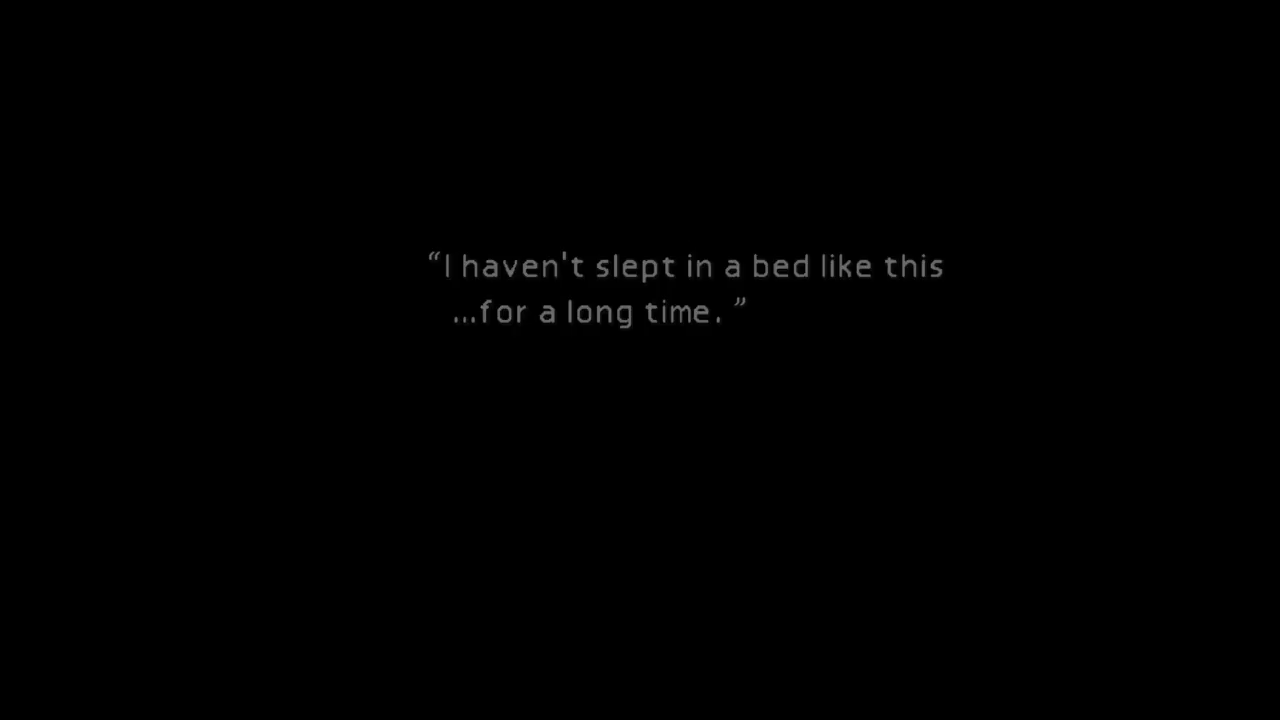 “I haven't slept in a bed like this
...for a long time. ”